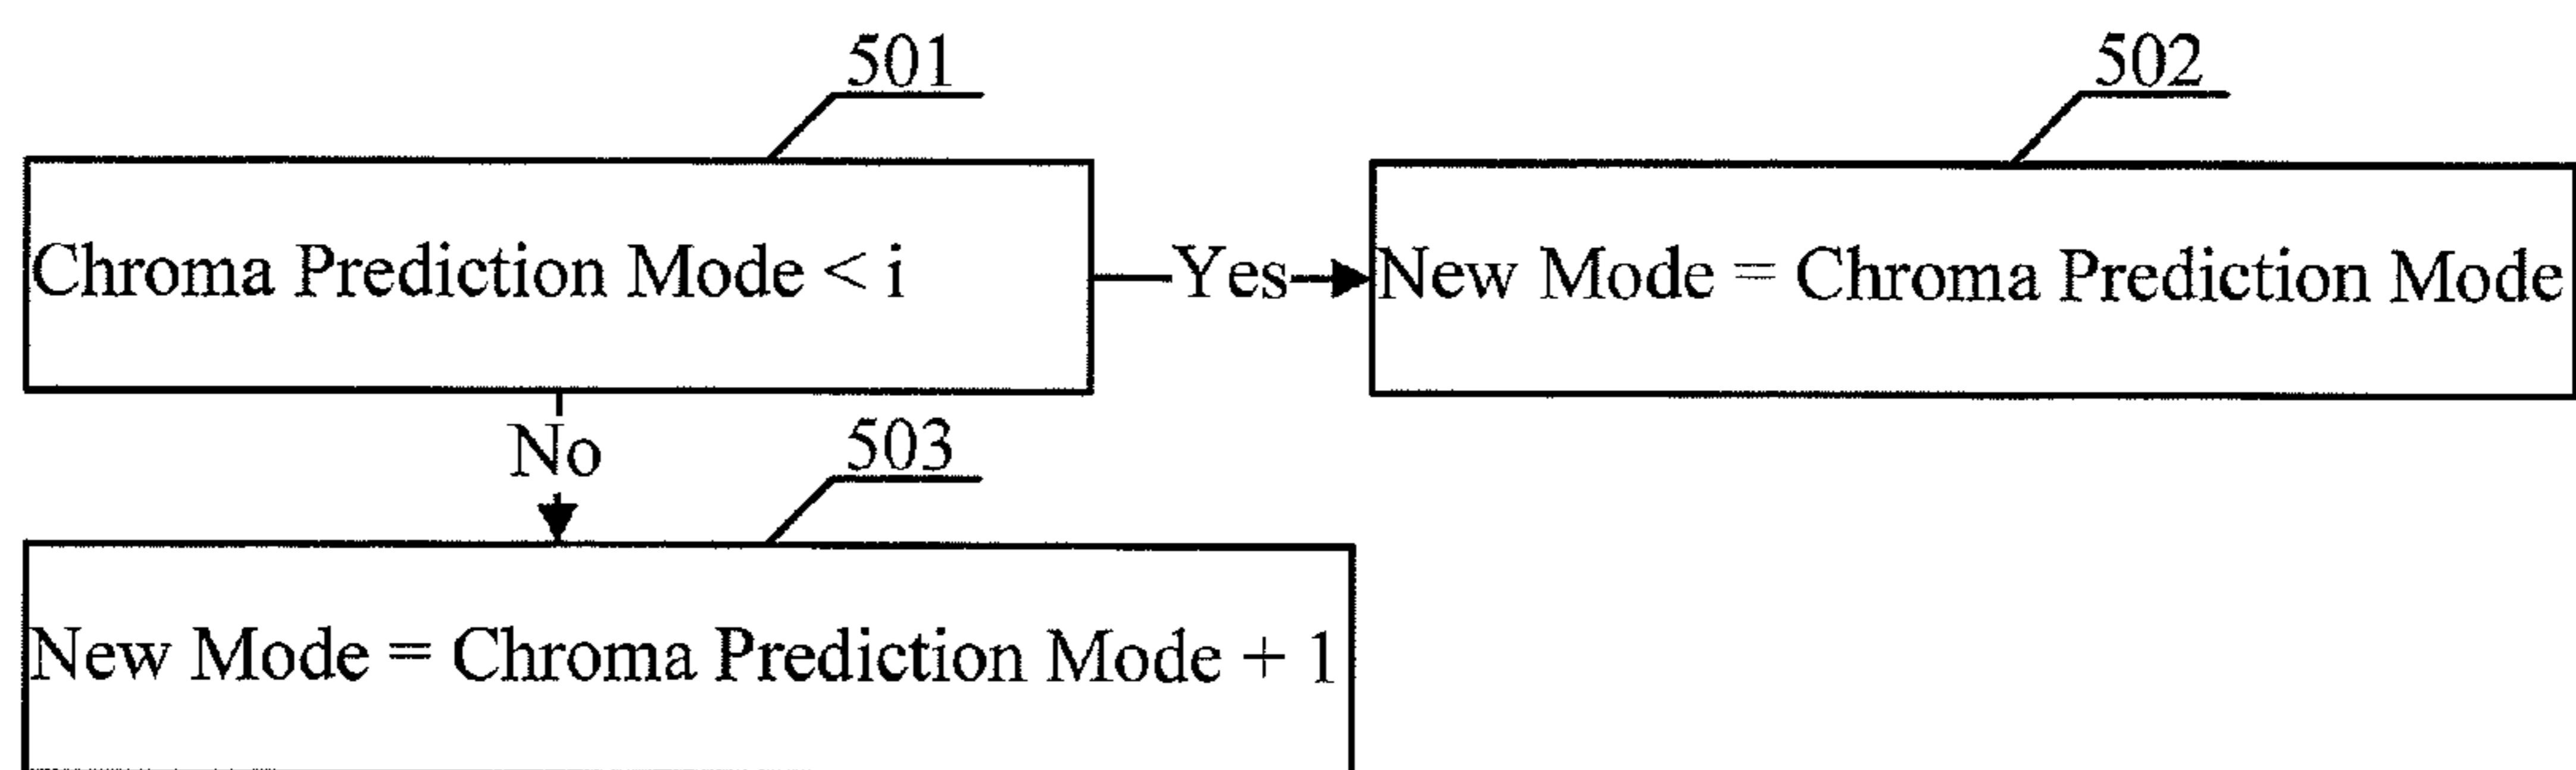 501
502
Chroma Prediction Mode < i
Yes
New Mode = Chroma Prediction Mode
No
503
New Mode = Chroma Prediction Mode + 1